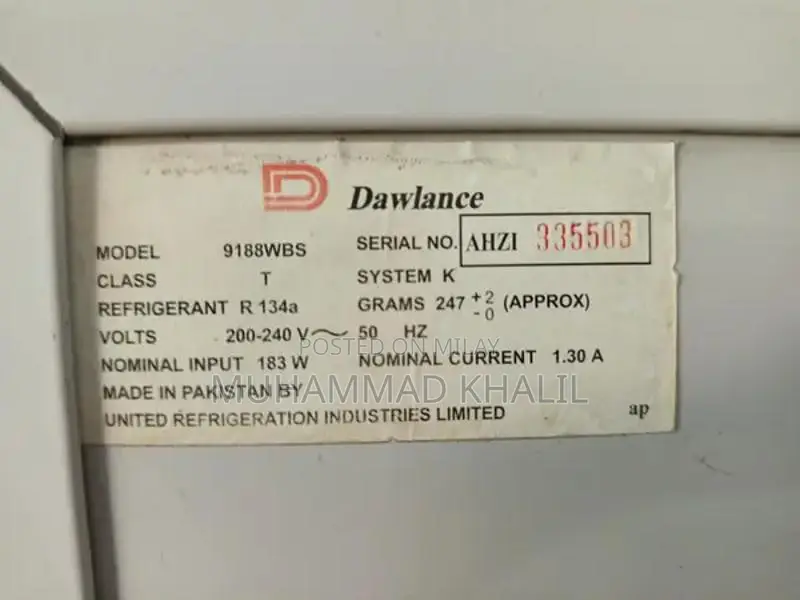 D Dawlance
MODEL 9188WBS SERIAL NO. AHZI 335503
CLASS T SYSTEM K
REFRIGERANT R 134a GRAMS 247 +2 -0 (APPROX)
VOLTS 200-240 V~ 50 HZ
POSTED ON MILAY
NOMINAL INPUT 183 W NOMINAL CURRENT 1.30 A
MUHAMMAD KHALIL
MADE IN PAKISTAN BY
UNITED REFRIGERATION INDUSTRIES LIMITED ap